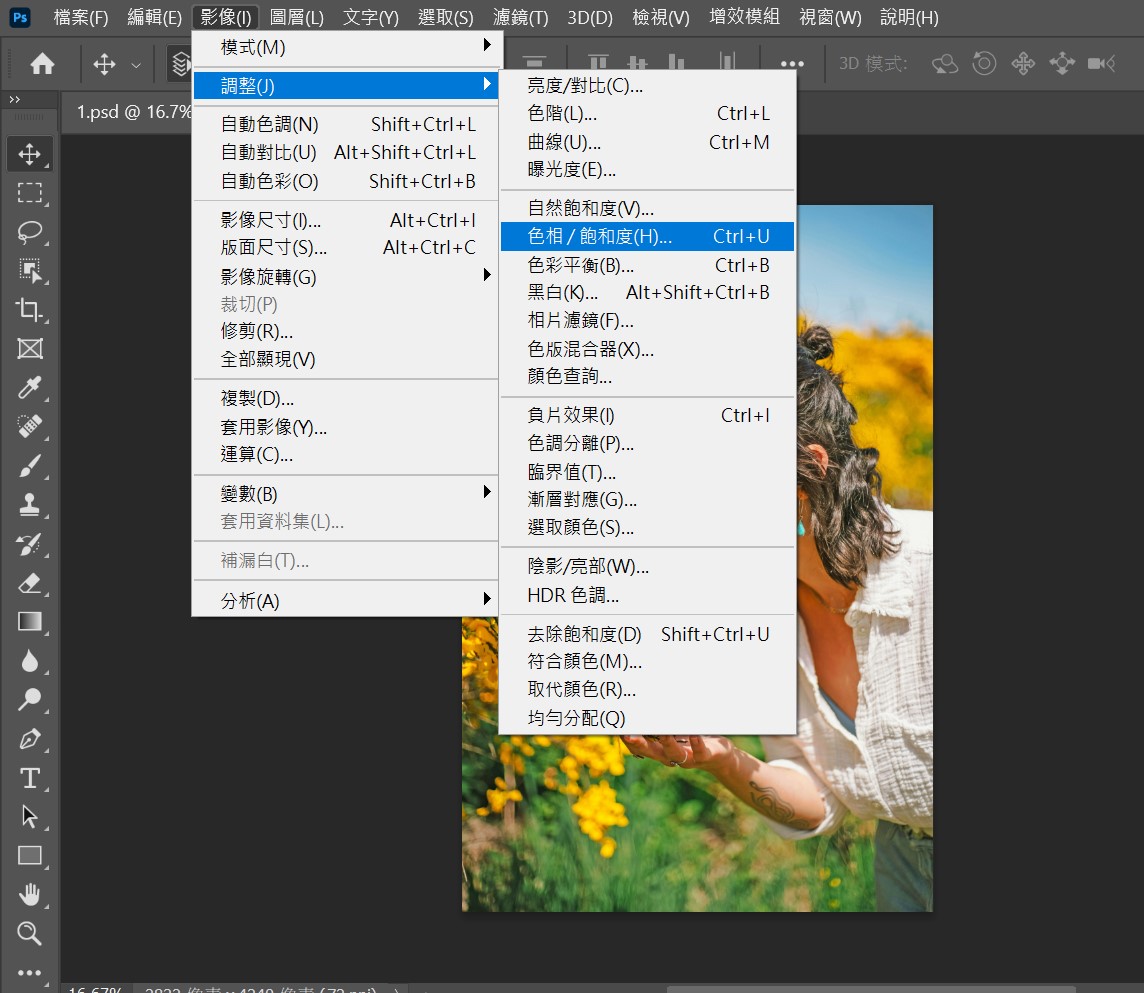 Ps 檔案(F) 編輯(E) 影像(I) 圖層(L) 文字(Y) 選取(S) 濾鏡(T) 3D(D) 檢視(V) 增效模組 視窗(W) 說明(H)
3D 模式:
1.psd @ 16.7%
模式(M)
調整(J)
自動色調(N) Shift+Ctrl+L
自動對比(U) Alt+Shift+Ctrl+L
自動色彩(O) Shift+Ctrl+B
影像尺寸(I)... Alt+Ctrl+I
版面尺寸(S)... Alt+Ctrl+C
影像旋轉(G)
裁切(P)
修剪(R)...
全部顯現(V)
複製(D)...
套用影像(Y)...
運算(C)...
變數(B)
套用資料集(L)...
補漏白(T)...
分析(A)
亮度/對比(C)...
色階(L)... Ctrl+L
曲線(U)... Ctrl+M
曝光度(E)...
自然飽和度(V)...
色相／飽和度(H)... Ctrl+U
色彩平衡(B)... Ctrl+B
黑白(K)... Alt+Shift+Ctrl+B
相片濾鏡(F)...
色版混合器(X)...
顏色查詢...
負片效果(I) Ctrl+I
色調分離(P)...
臨界值(T)...
漸層對應(G)...
選取顏色(S)...
陰影/亮部(W)...
HDR 色調...
去除飽和度(D) Shift+Ctrl+U
符合顏色(M)...
取代顏色(R)...
均勻分配(Q)
16.67%